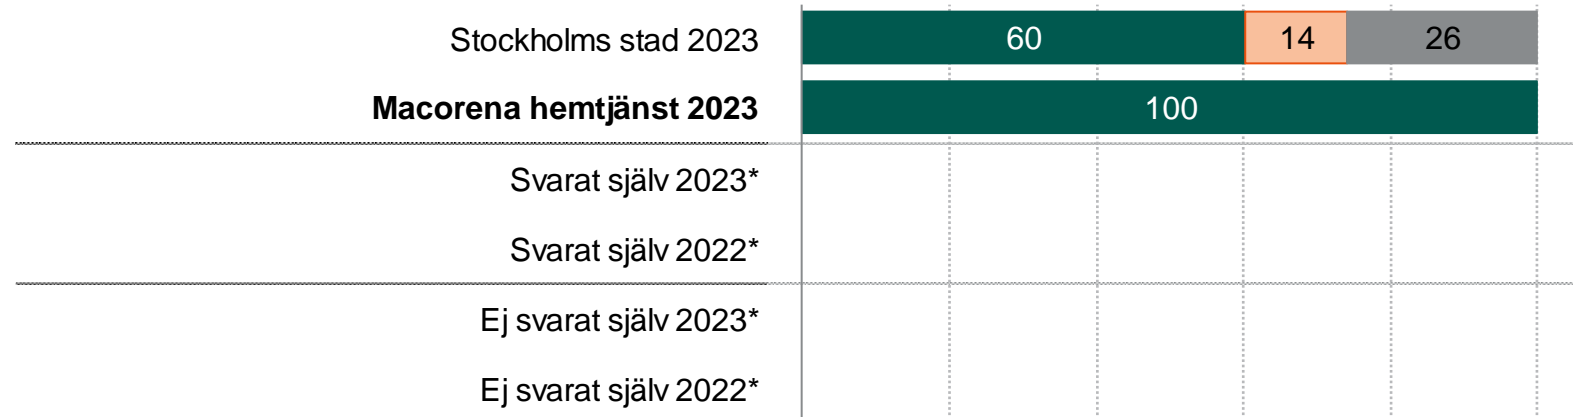 Stockholms stad 2023 60 14 26
Macorena hemtjänst 2023 100
Svarat själv 2023*
Svarat själv 2022*
Ej svarat själv 2023*
Ej svarat själv 2022*